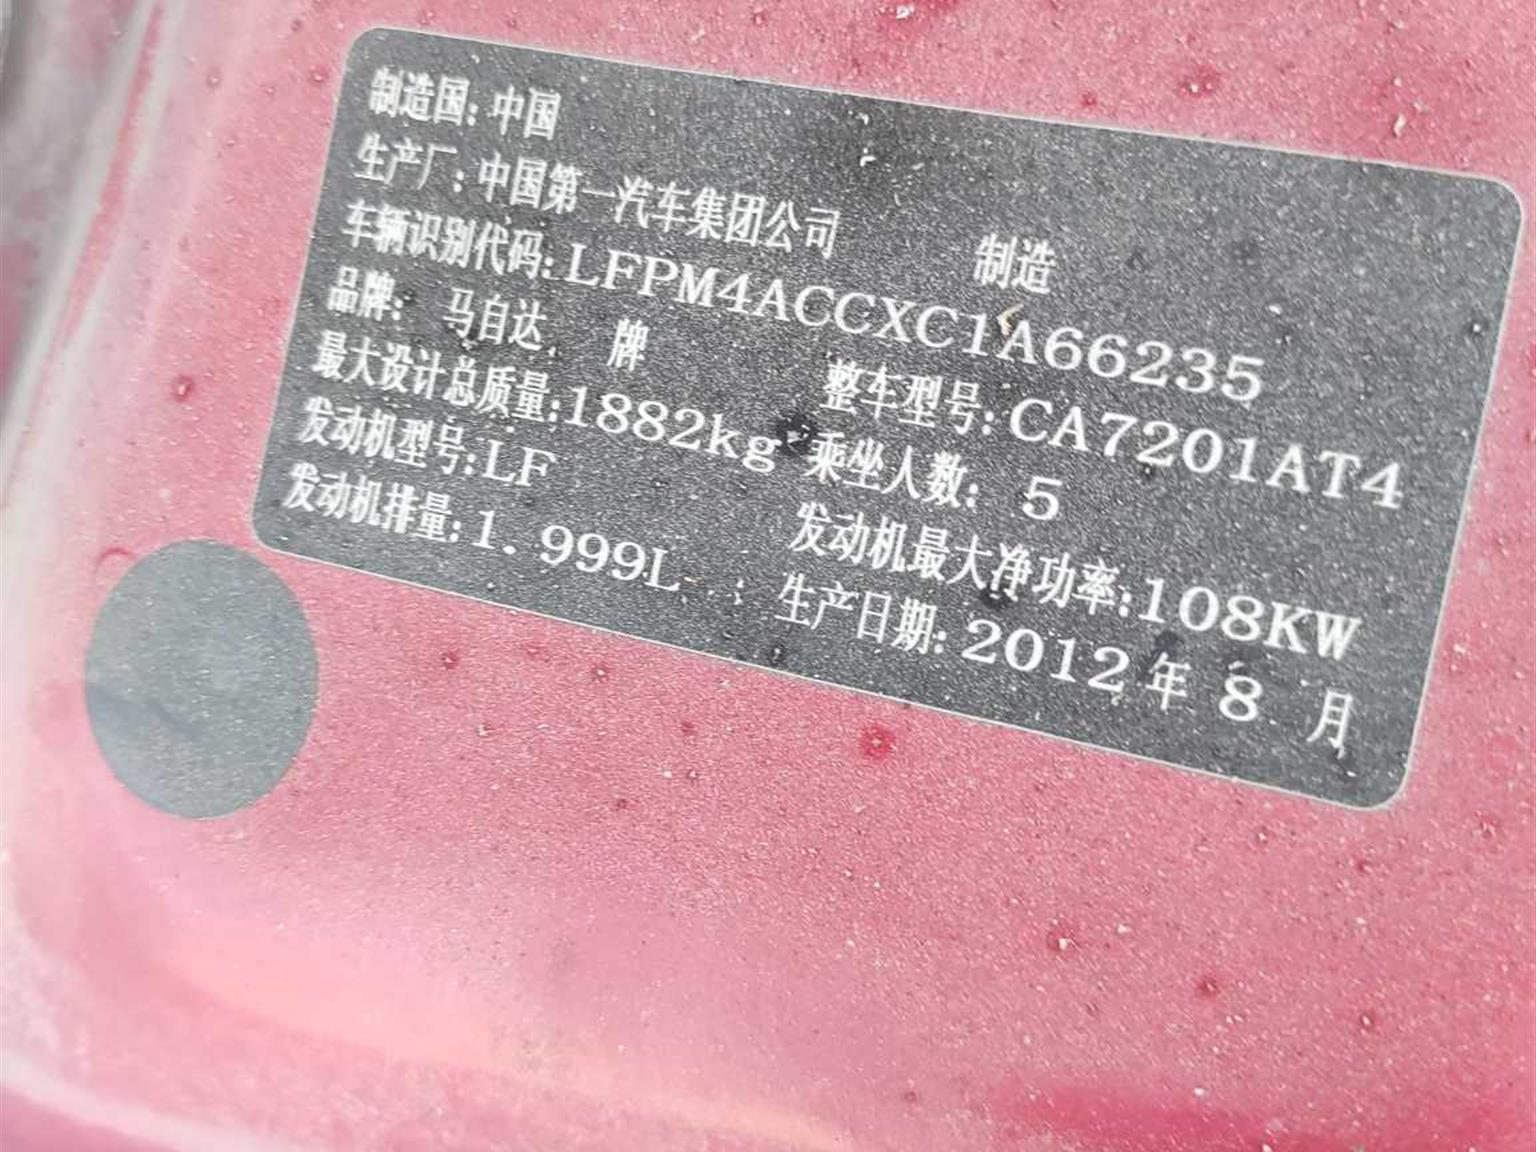 制造国: 中国
生产厂: 中国第一汽车集团公司 制造
车辆识别代码: LFPM4ACCXC1A66235
品牌: 马自达 牌 整车型号: CA7201AT4
最大设计总质量: 1882kg 乘坐人数: 5
发动机型号: LF 发动机最大净功率: 108KW
发动机排量: 1.999L 生产日期: 2012 年 8 月